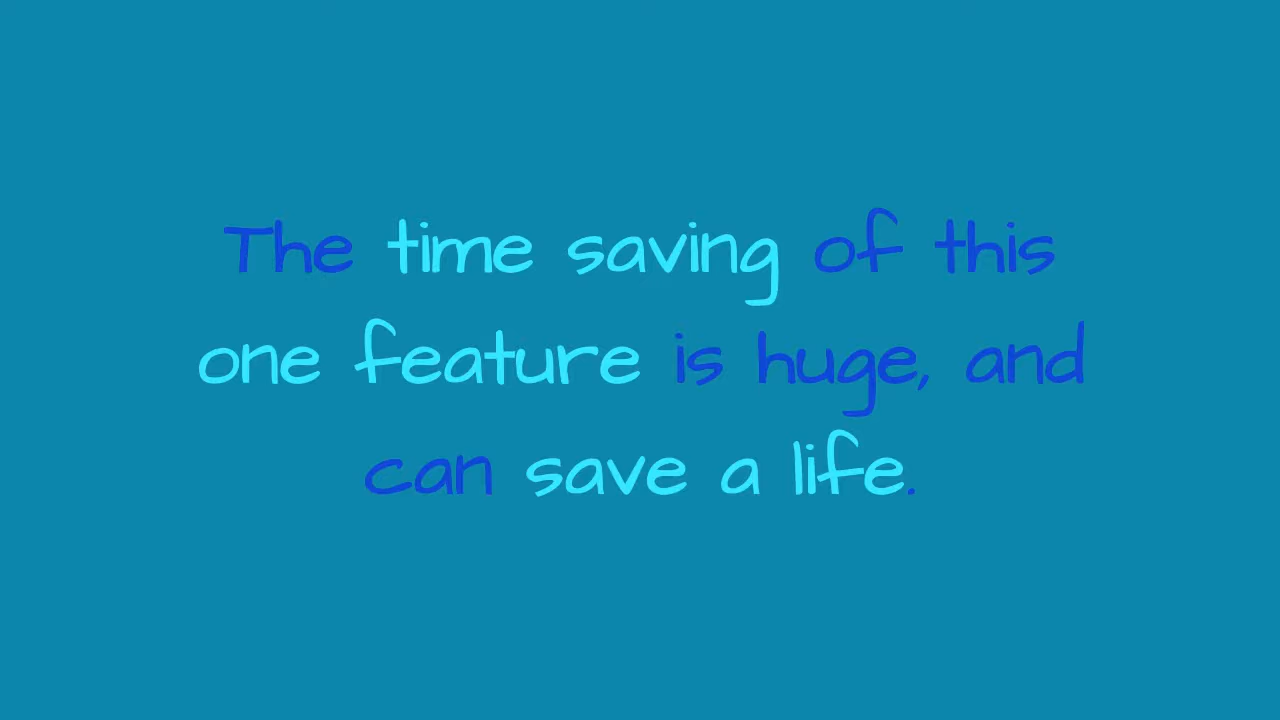 The time saving of this
one feature is huge, and
can save a life.